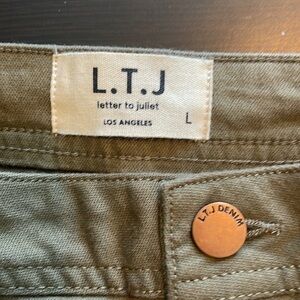 L.T.J
letter to juliet
LOS ANGELES
L
L.T.J DENIM